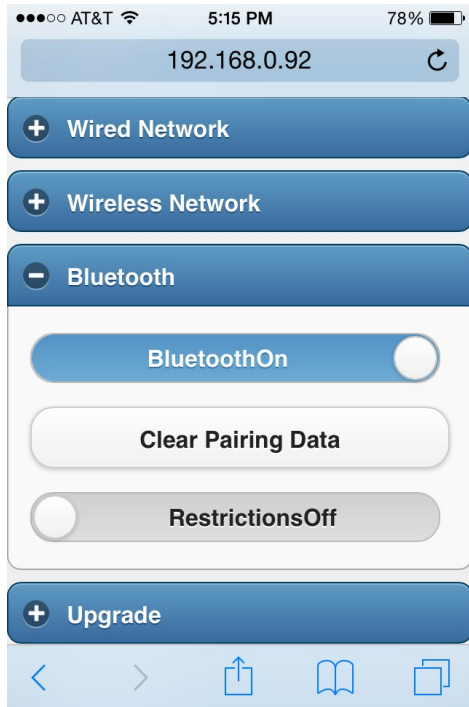 AT&T 5:15 PM 78%
192.168.0.92
Wired Network
Wireless Network
Bluetooth
BluetoothOn
Clear Pairing Data
RestrictionsOff
Upgrade